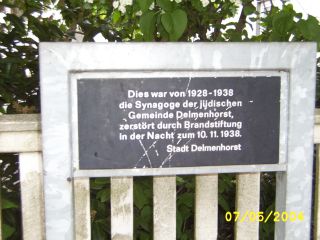 Dies war von 1928-1938
die Synagoge der jüdischen
Gemeinde Delmenhorst,
zerstört durch Brandstiftung
in der Nacht zum 10. 11. 1938.
Stadt Delmenhorst
07/05/2004